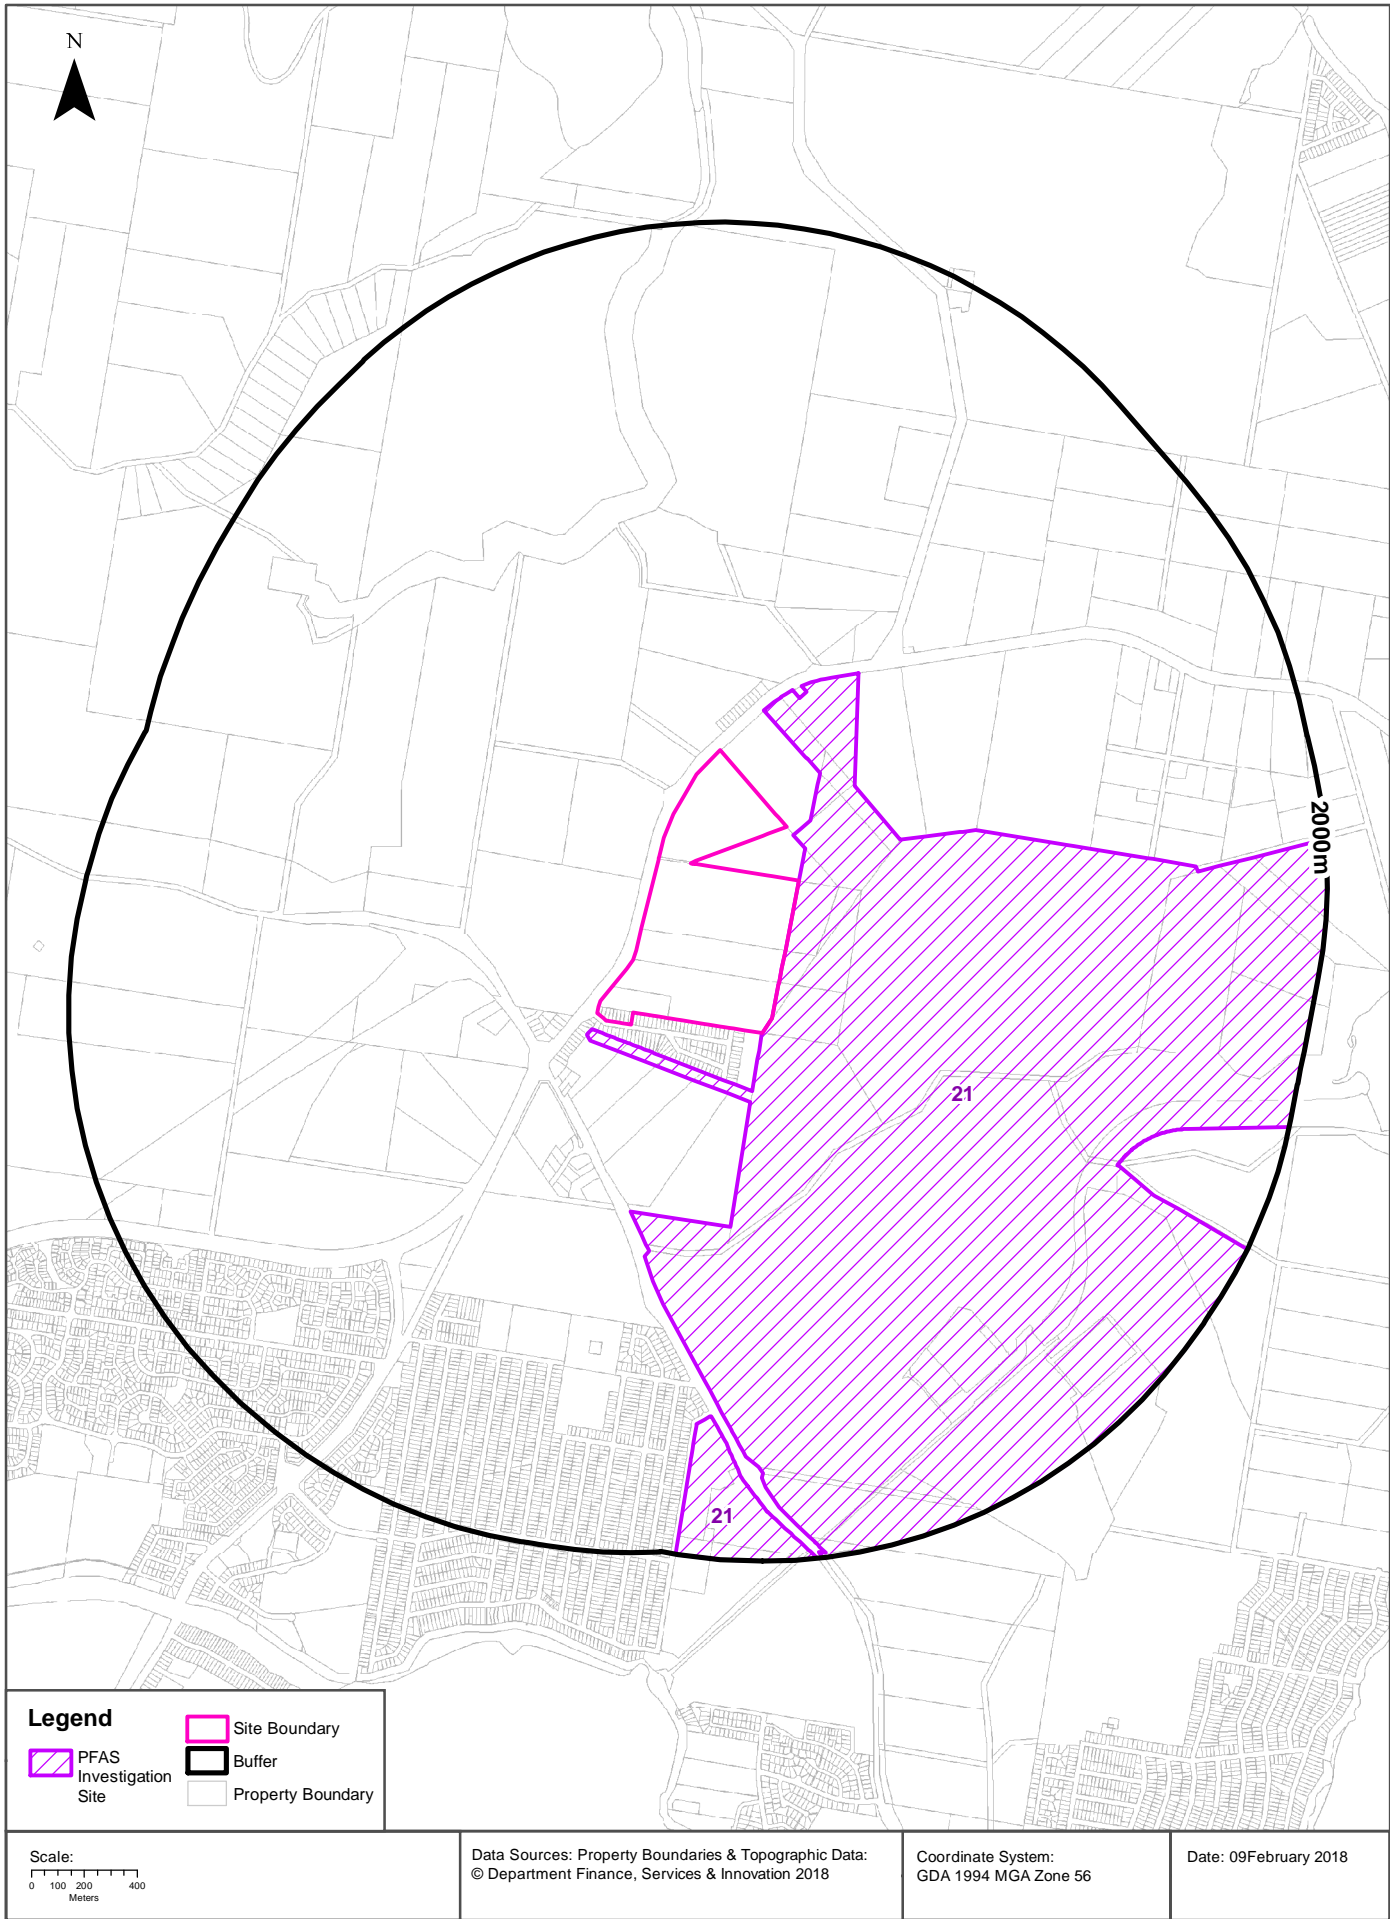 N
2000m
21
21
Legend
PFAS
Investigation
Site
Site Boundary
Buffer
Property Boundary
Scale:
0 100 200 400
Meters
Data Sources: Property Boundaries & Topographic Data:
© Department Finance, Services & Innovation 2018
Coordinate System:
GDA 1994 MGA Zone 56
Date: 09February 2018